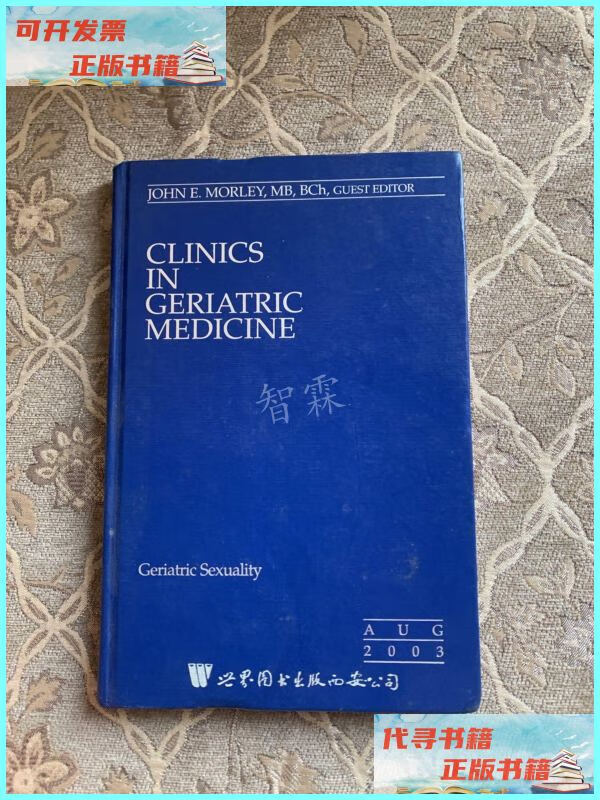 可开发票
正版书籍
JOHN E. MORLEY, MB, BCh, GUEST EDITOR
CLINICS
IN
GERIATRIC
MEDICINE
智霖
Geriatric Sexuality
AUG
2003
世界图书出版西安公司
代寻书籍
正版书籍